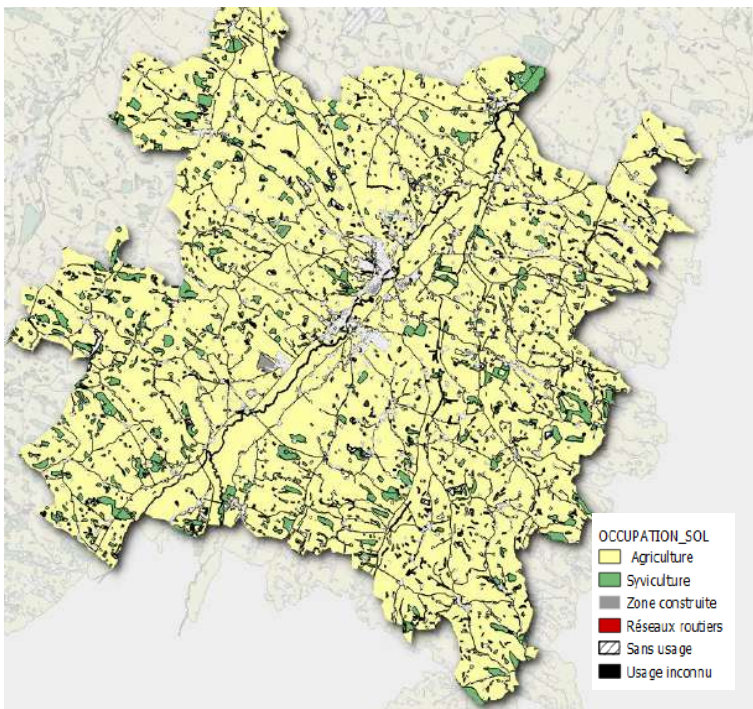 OCCUPATION_SOL
Agriculture
Syviculture
Zone construite
Réseaux routiers
Sans usage
Usage inconnu